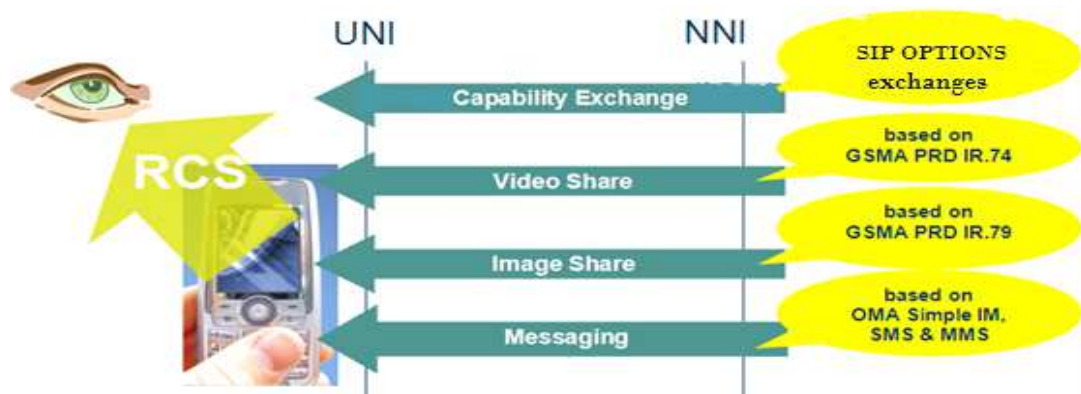 UNI
NNI
SIP OPTIONS
exchanges
Capability Exchange
based on
GSMA PRD IR.74
RCS
Video Share
based on
GSMA PRD IR.79
Image Share
based on
OMA Simple IM,
SMS & MMS
Messaging